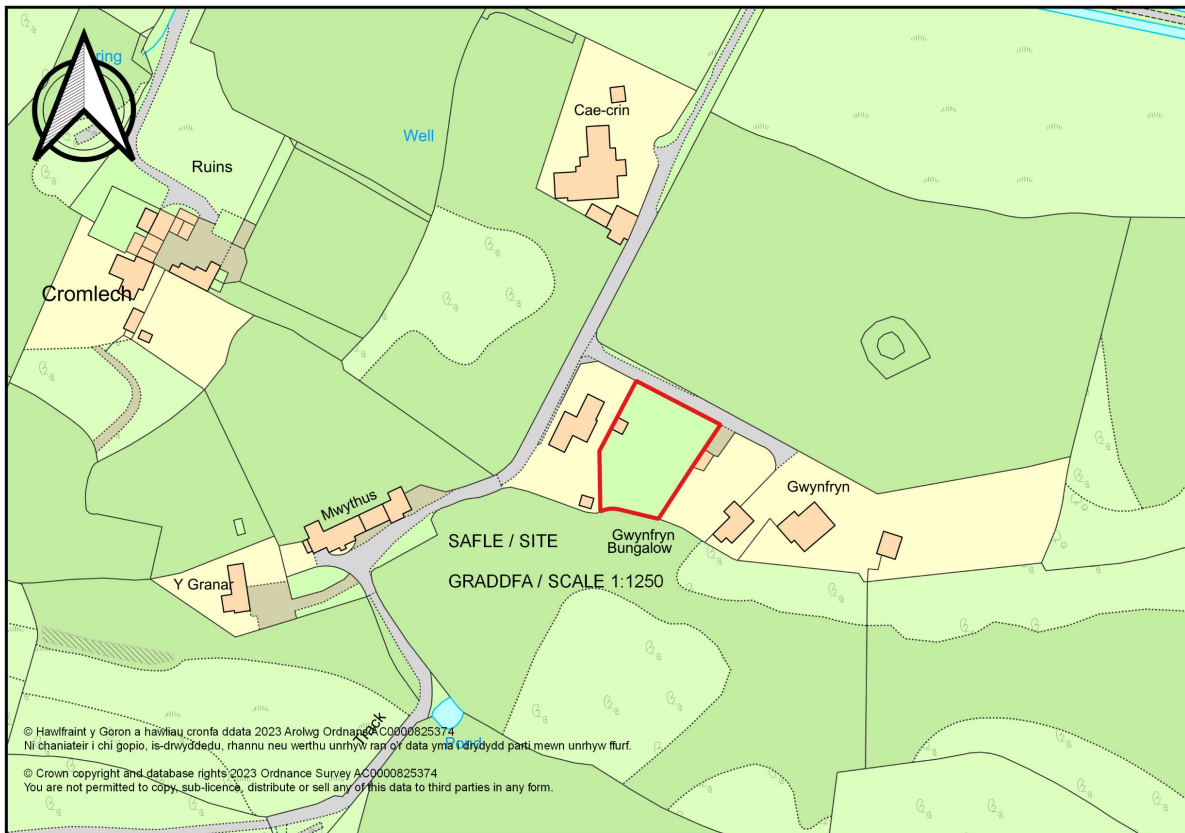 ring
Cae-crin
Well
Ruins
Cromlech
Gwynfryn
Mwythus
SAFLE / SITE
Gwynfryn
Bungalow
Y Granar
GRADDFA / SCALE 1:1250
Track
Pond
© Hawlfraint y Goron a hawliau cronfa ddata 2023 Arolwg Ordnans AC0000825374
Ni chaniateir i chi gopio, is-drwyddedu, rhannu neu werthu unrhyw ran o'r data yma i drydydd parti mewn unrhyw ffurf.
© Crown copyright and database rights 2023 Ordnance Survey AC0000825374
You are not permitted to copy, sub-licence, distribute or sell any of this data to third parties in any form.